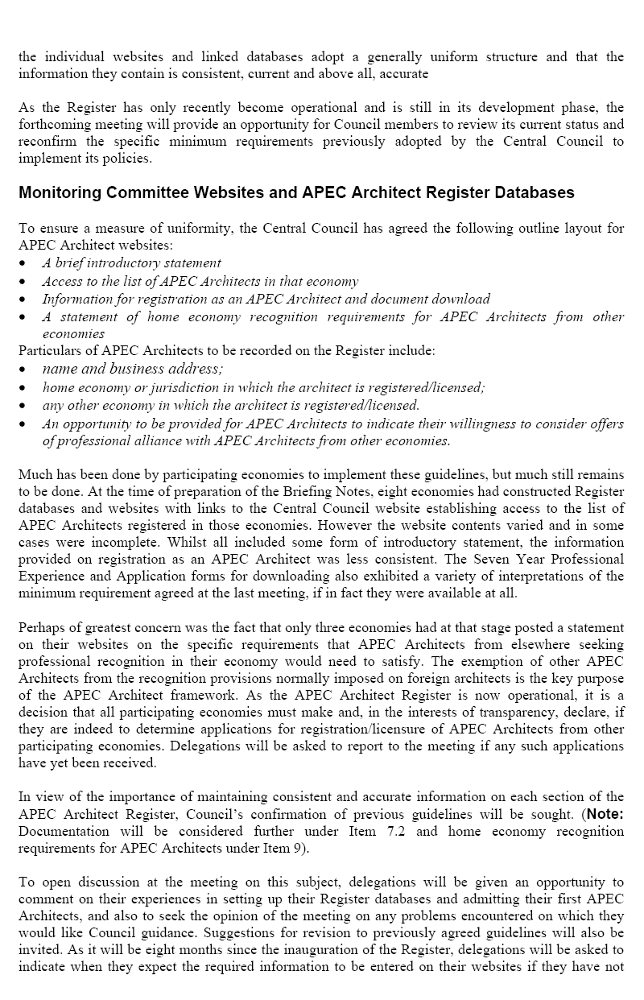 the individual websites and linked databases adopt a generally uniform structure and that the
information they contain is consistent, current and above all, accurate
As the Register has only recently become operational and is still in its development phase, the
forthcoming meeting will provide an opportunity for Council members to review its current status and
reconfirm the specific minimum requirements previously adopted by the Central Council to
implement its policies.
Monitoring Committee Websites and APEC Architect Register Databases
To ensure a measure of uniformity, the Central Council has agreed the following outline layout for
APEC Architect websites:
• A brief introductory statement
• Access to the list of APEC Architects in that economy
• Information for registration as an APEC Architect and document download
• A statement of home economy recognition requirements for APEC Architects from other
economies
Particulars of APEC Architects to be recorded on the Register include:
• name and business address;
• home economy or jurisdiction in which the architect is registered/licensed;
• any other economy in which the architect is registered/licensed.
• An opportunity to be provided for APEC Architects to indicate their willingness to consider offers
of professional alliance with APEC Architects from other economies.
Much has been done by participating economies to implement these guidelines, but much still remains
to be done. At the time of preparation of the Briefing Notes, eight economies had constructed Register
databases and websites with links to the Central Council website establishing access to the list of
APEC Architects registered in those economies. However the website contents varied and in some
cases were incomplete. Whilst all included some form of introductory statement, the information
provided on registration as an APEC Architect was less consistent. The Seven Year Professional
Experience and Application forms for downloading also exhibited a variety of interpretations of the
minimum requirement agreed at the last meeting, if in fact they were available at all.
Perhaps of greatest concern was the fact that only three economies had at that stage posted a statement
on their websites on the specific requirements that APEC Architects from elsewhere seeking
professional recognition in their economy would need to satisfy. The exemption of other APEC
Architects from the recognition provisions normally imposed on foreign architects is the key purpose
of the APEC Architect framework. As the APEC Architect Register is now operational, it is a
decision that all participating economies must make and, in the interests of transparency, declare, if
they are indeed to determine applications for registration/licensure of APEC Architects from other
participating economies. Delegations will be asked to report to the meeting if any such applications
have yet been received.
In view of the importance of maintaining consistent and accurate information on each section of the
APEC Architect Register, Council's confirmation of previous guidelines will be sought. (Note:
Documentation will be considered further under Item 7.2 and home economy recognition
requirements for APEC Architects under Item 9).
To open discussion at the meeting on this subject, delegations will be given an opportunity to
comment on their experiences in setting up their Register databases and admitting their first APEC
Architects, and also to seek the opinion of the meeting on any problems encountered on which they
would like Council guidance. Suggestions for revision to previously agreed guidelines will also be
invited. As it will be eight months since the inauguration of the Register, delegations will be asked to
indicate when they expect the required information to be entered on their websites if they have not